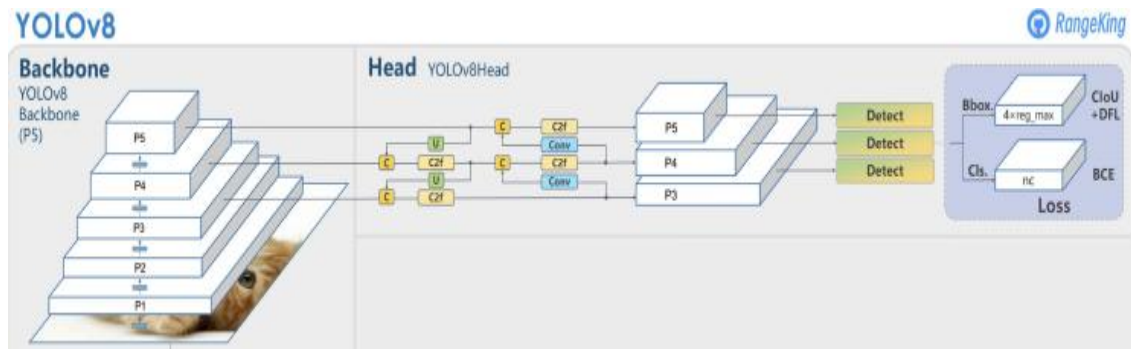 YOLOv8
RangeKing
Backbone
YOLOv8
Backbone
(P5)
P5
P4
P3
P2
P1
Head YOLOv8Head
C C2f
U Conv
C C2f C C2f
U Conv
C C2f
P5
P4
P3
Detect
Detect
Detect
Bbox.
4×reg_max
CIoU
+DFL
Cls.
nc
BCE
Loss